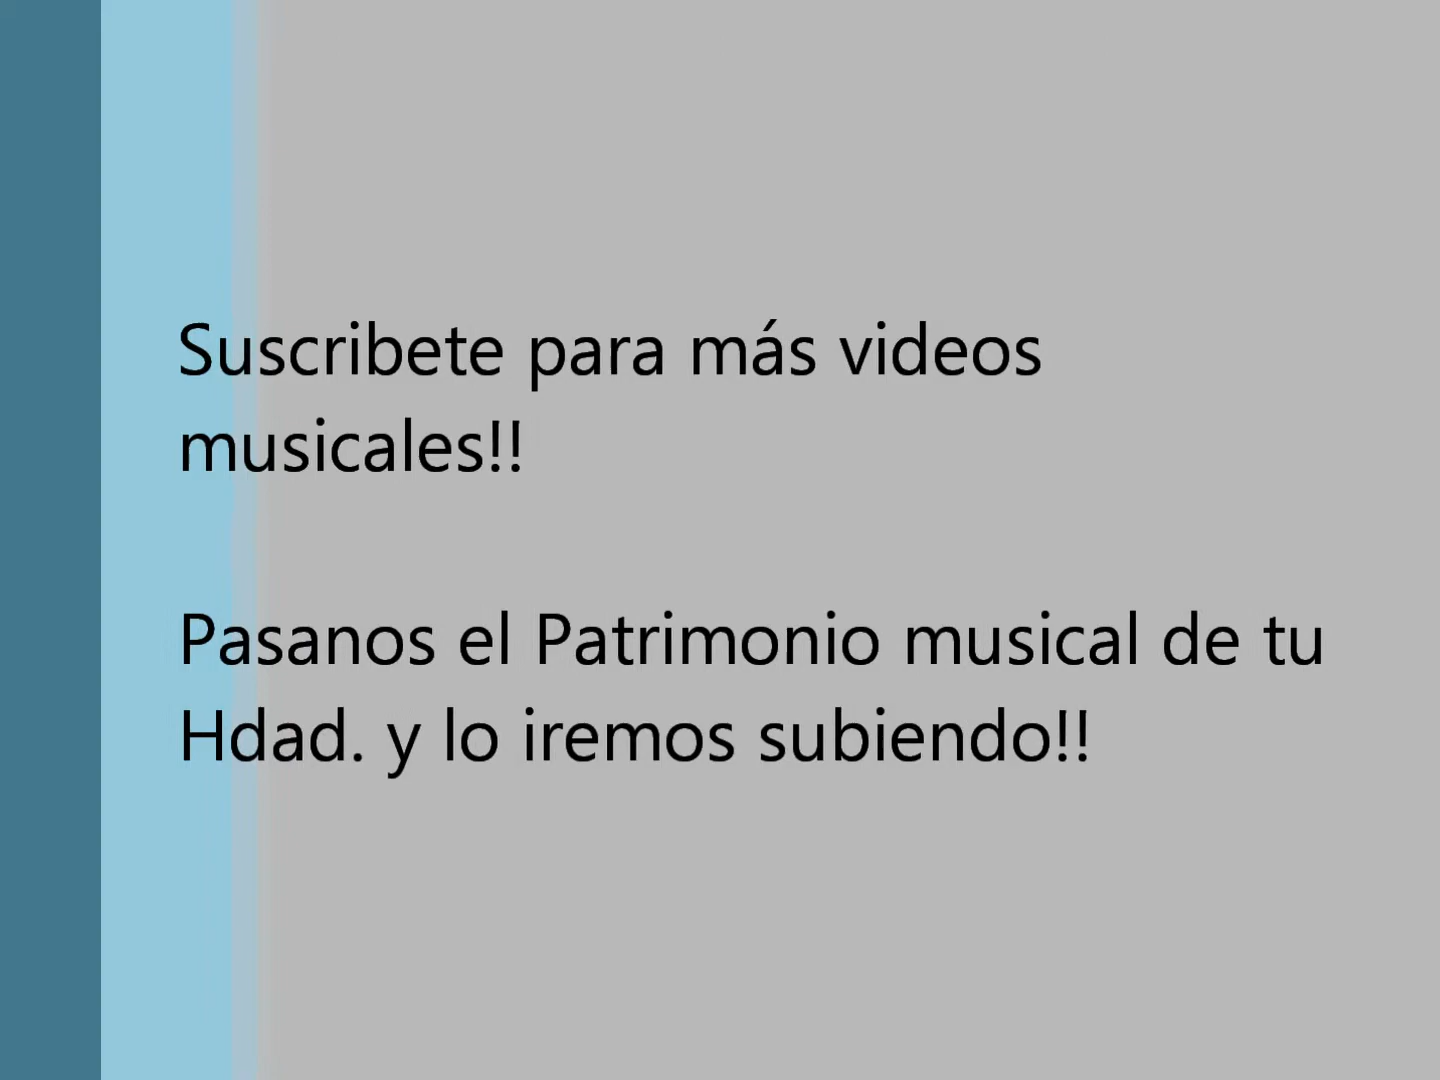 Suscribete para más videos
musicales!!
Pasanos el Patrimonio musical de tu
Hdad. y lo iremos subiendo!!